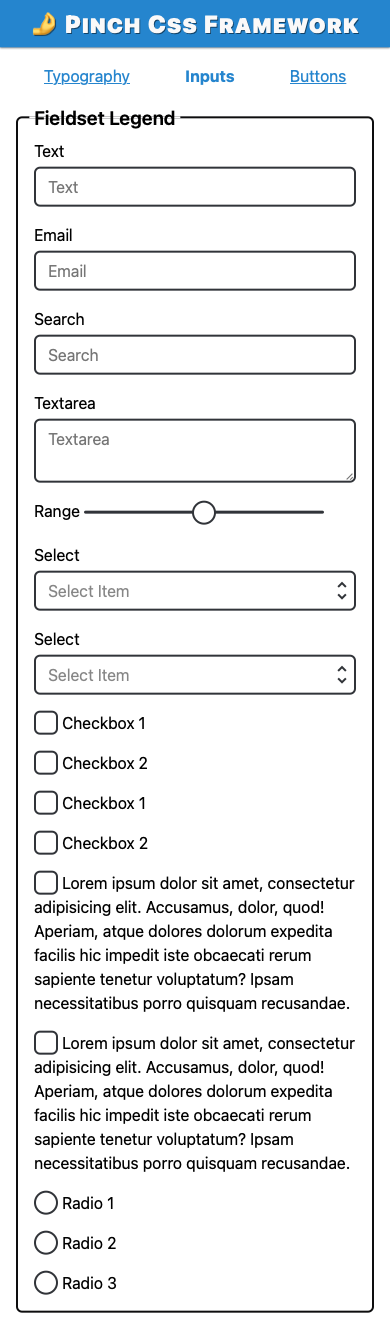 🤌 Pinch Css Framework
Typography Inputs Buttons
Fieldset Legend
Text
Text
Email
Email
Search
Search
Textarea
Textarea
Range
Select
Select Item
Select
Select Item
Checkbox 1
Checkbox 2
Checkbox 1
Checkbox 2
Lorem ipsum dolor sit amet, consectetur
adipisicing elit. Accusamus, dolor, quod!
Aperiam, atque dolores dolorum expedita
facilis hic impedit iste obcaecati rerum
sapiente tenetur voluptatum? Ipsam
necessitatibus porro quisquam recusandae.
Lorem ipsum dolor sit amet, consectetur
adipisicing elit. Accusamus, dolor, quod!
Aperiam, atque dolores dolorum expedita
facilis hic impedit iste obcaecati rerum
sapiente tenetur voluptatum? Ipsam
necessitatibus porro quisquam recusandae.
Radio 1
Radio 2
Radio 3